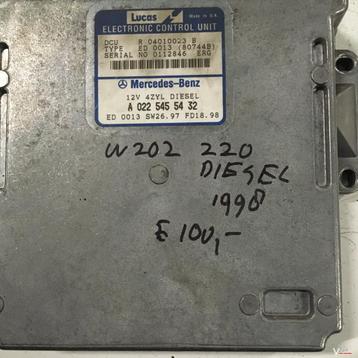 Lucas
Made in U.K.
ELECTRONIC CONTROL UNIT
ECU R 04010023 B
TYPE ED 0013 (80744B)
SERIAL NO 0112846 ERG
Mercedes-Benz
12V 4ZYL DIESEL
A 022 545 54 32
ED 0013 SW26.97 FD18.98
W202 220
DIESEL
1998
£ 100,-